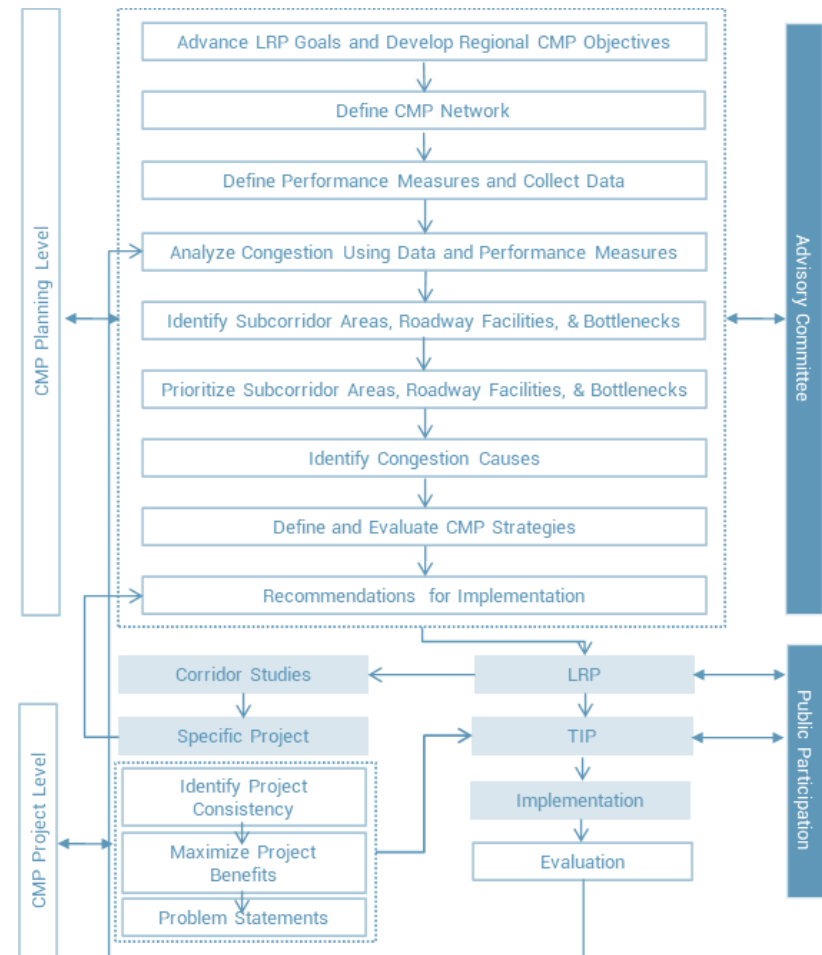 CMP Planning Level
Advance LRP Goals and Develop Regional CMP Objectives
Define CMP Network
Define Performance Measures and Collect Data
Analyze Congestion Using Data and Performance Measures
Identify Subcorridor Areas, Roadway Facilities, & Bottlenecks
Prioritize Subcorridor Areas, Roadway Facilities, & Bottlenecks
Identify Congestion Causes
Define and Evaluate CMP Strategies
Recommendations for Implementation
Advisory Committee
Corridor Studies
LRP
Specific Project
TIP
Public Participation
CMP Project Level
Identify Project
Consistency
Maximize Project
Benefits
Problem Statements
Implementation
Evaluation